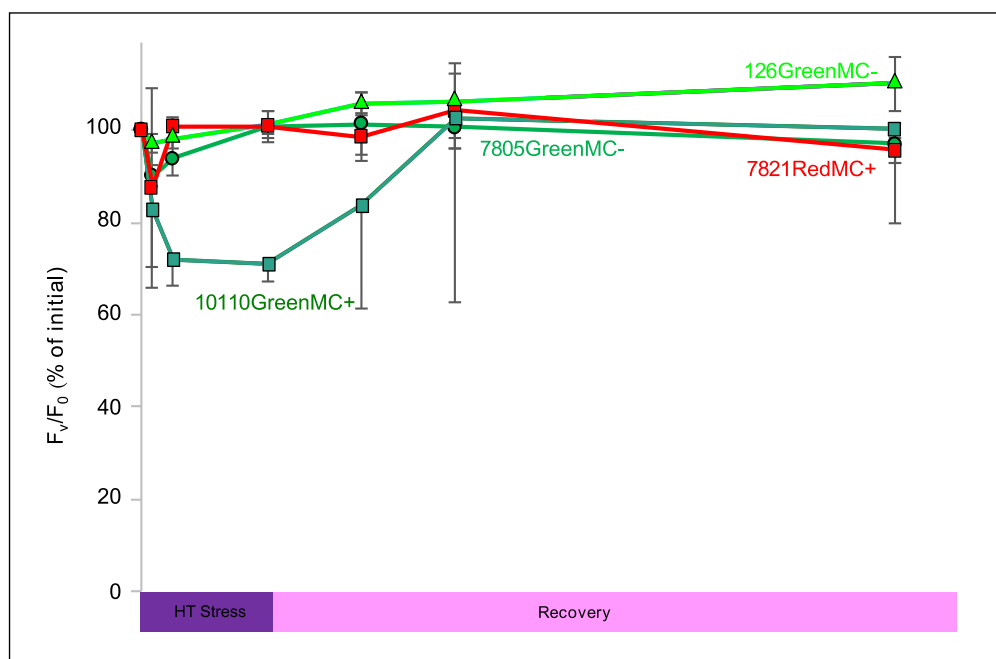 126GreenMC-
100
7805GreenMC-
7821RedMC+
80
10110GreenMC+
60
Fv/F0 (% of initial)
40
20
0
HT Stress
Recovery